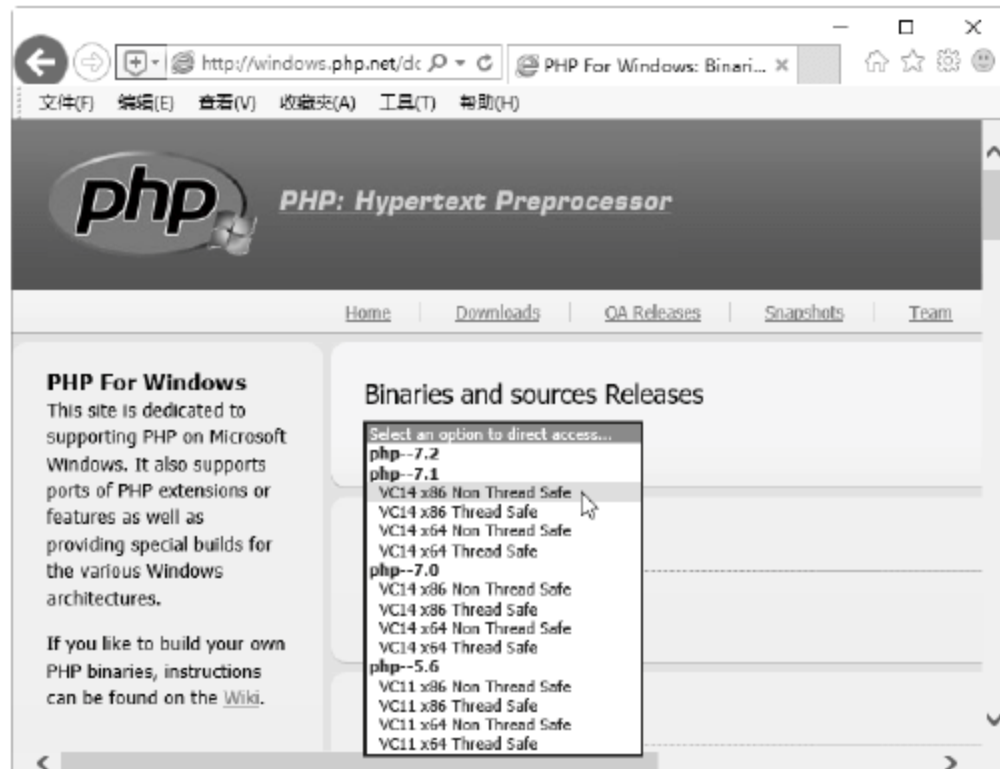 http://windows.php.net/dc
PHP For Windows: Binari...
文件(F) 编辑(E) 查看(V) 收藏夹(A) 工具(T) 帮助(H)
php
PHP: Hypertext Preprocessor
Home Downloads QA Releases Snapshots Team
PHP For Windows
This site is dedicated to
supporting PHP on Microsoft
Windows. It also supports
ports of PHP extensions or
features as well as
providing special builds for
the various Windows
architectures.
If you like to build your own
PHP binaries, instructions
can be found on the Wiki.
Binaries and sources Releases
Select an option to direct access...
php--7.2
php--7.1
VC14 x86 Non Thread Safe
VC14 x86 Thread Safe
VC14 x64 Non Thread Safe
VC14 x64 Thread Safe
php--7.0
VC14 x86 Non Thread Safe
VC14 x86 Thread Safe
VC14 x64 Non Thread Safe
VC14 x64 Thread Safe
php--5.6
VC11 x86 Non Thread Safe
VC11 x86 Thread Safe
VC11 x64 Non Thread Safe
VC11 x64 Thread Safe